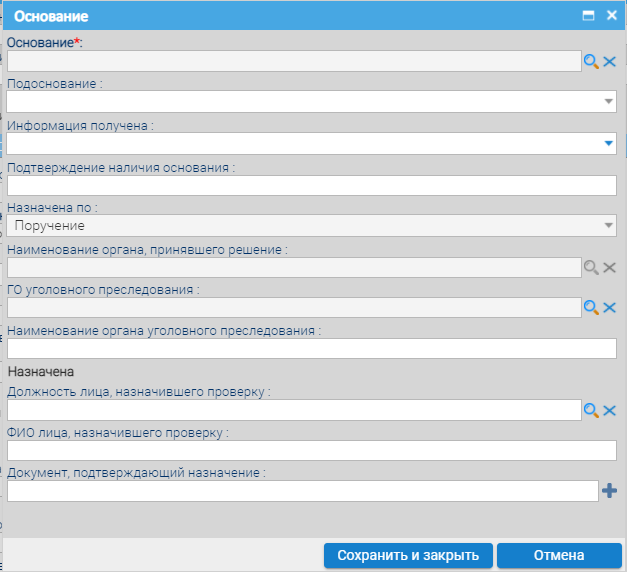 Основание
Основание*:
Подоснование :
Информация получена :
Подтверждение наличия основания :
Назначена по :
Поручение
Наименование органа, принявшего решение :
ГО уголовного преследования :
Наименование органа уголовного преследования :
Назначена
Должность лица, назначившего проверку :
ФИО лица, назначившего проверку :
Документ, подтверждающий назначение :
Сохранить и закрыть Отмена